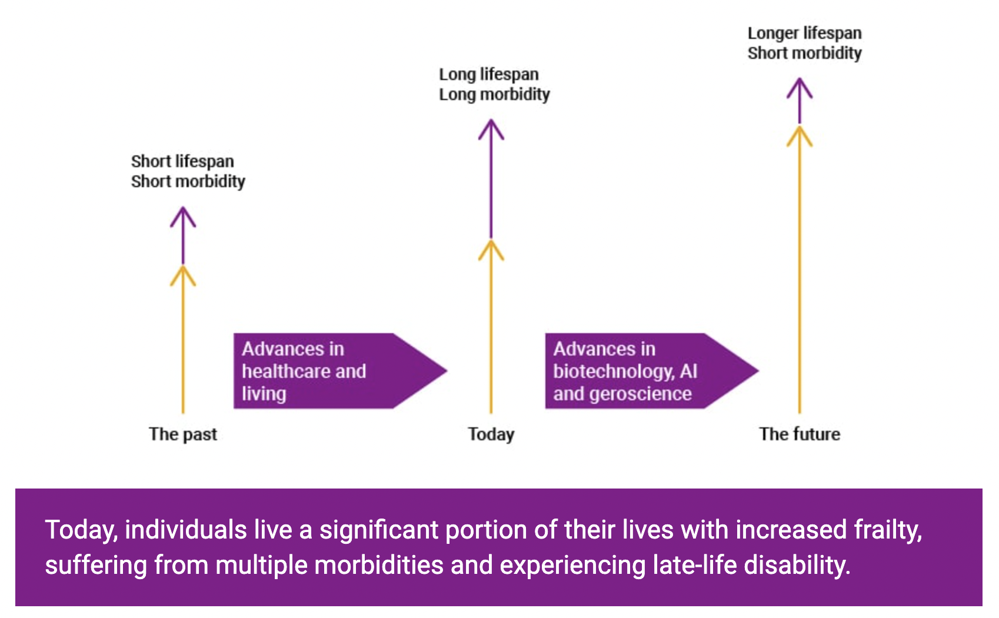 Longer lifespan
Short morbidity
Long lifespan
Long morbidity
Short lifespan
Short morbidity
Advances in
healthcare and
living
Advances in
biotechnology, AI
and geroscience
The past
Today
The future
Today, individuals live a significant portion of their lives with increased frailty,
suffering from multiple morbidities and experiencing late-life disability.